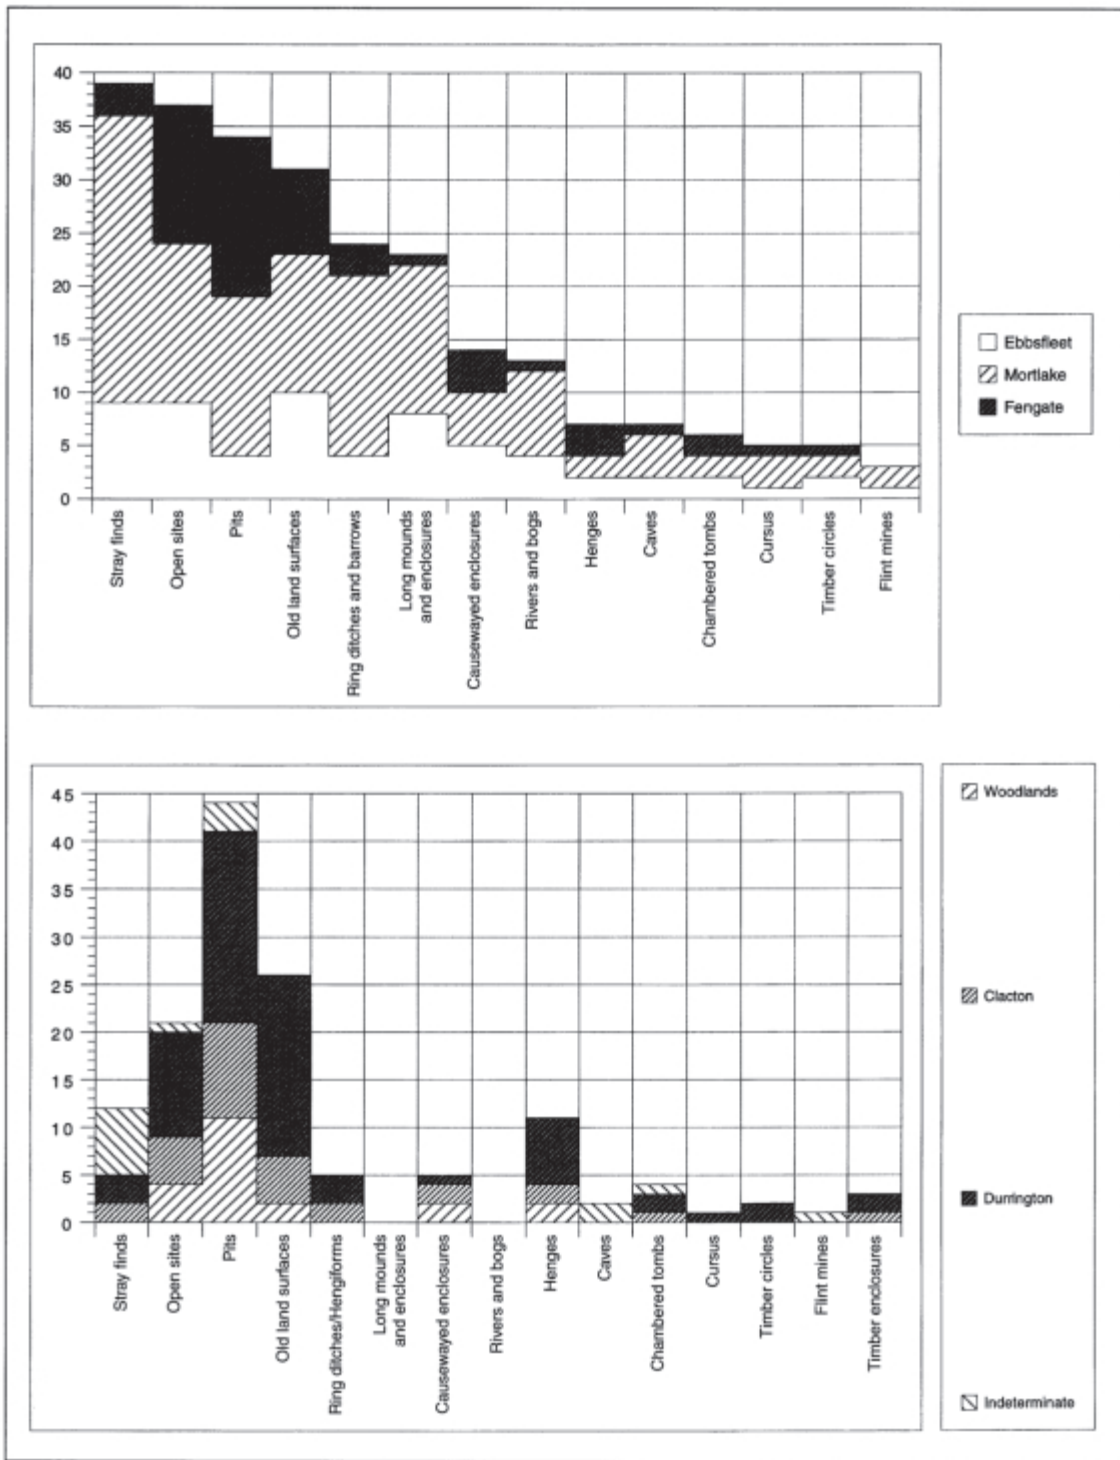 40
35
30
25
20
15
10
5
0
Stray finds
Open sites
Pits
Old land surfaces
Ring ditches and barrows
Long mounds
and enclosures
Causewayed enclosures
Rivers and bogs
Henges
Caves
Chambered tombs
Cursus
Timber circles
Flint mines
Ebbsfleet
Mortlake
Fengate
45
40
35
30
25
20
15
10
5
0
Stray finds
Open sites
Pits
Old land surfaces
Ring ditches/Hengiforms
Long mounds
and enclosures
Causewayed enclosures
Rivers and bogs
Henges
Caves
Chambered tombs
Cursus
Timber circles
Flint mines
Timber enclosures
Woodlands
Clacton
Durrington
Indeterminate